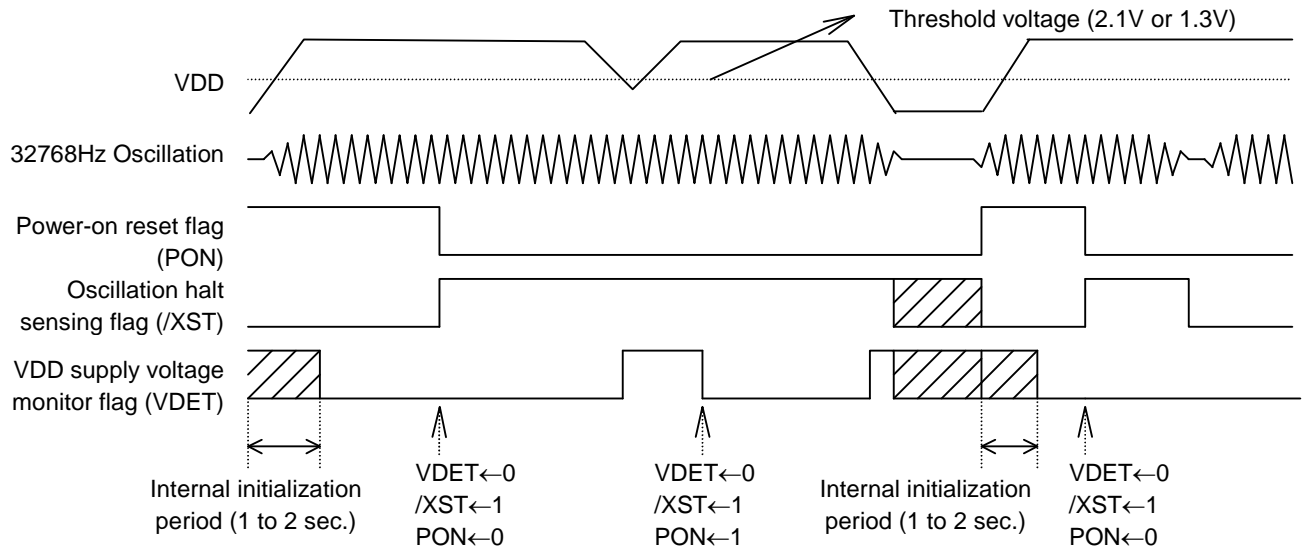 Threshold voltage (2.1V or 1.3V)
VDD
32768Hz Oscillation
Power-on reset flag
(PON)
Oscillation halt
sensing flag (/XST)
VDD supply voltage
monitor flag (VDET)
Internal initialization
period (1 to 2 sec.)
VDET←0
/XST←1
PON←0
VDET←0
/XST←1
PON←1
Internal initialization
period (1 to 2 sec.)
VDET←0
/XST←1
PON←0